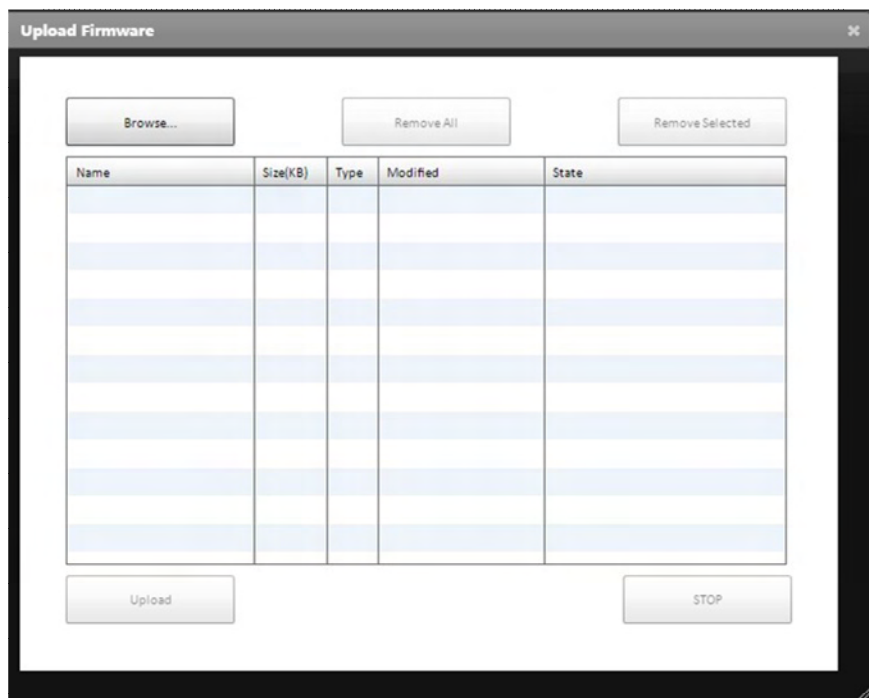 Upload Firmware
Browse... Remove All Remove Selected
Name Size(KB) Type Modified State
Upload STOP